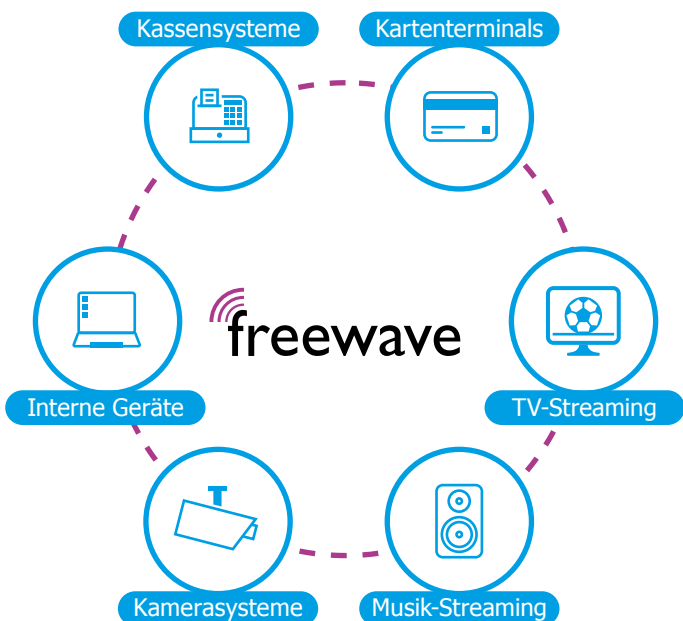 Kassensysteme
Kartenterminals
freewave
Interne Geräte
TV-Streaming
Kamerasysteme
Musik-Streaming